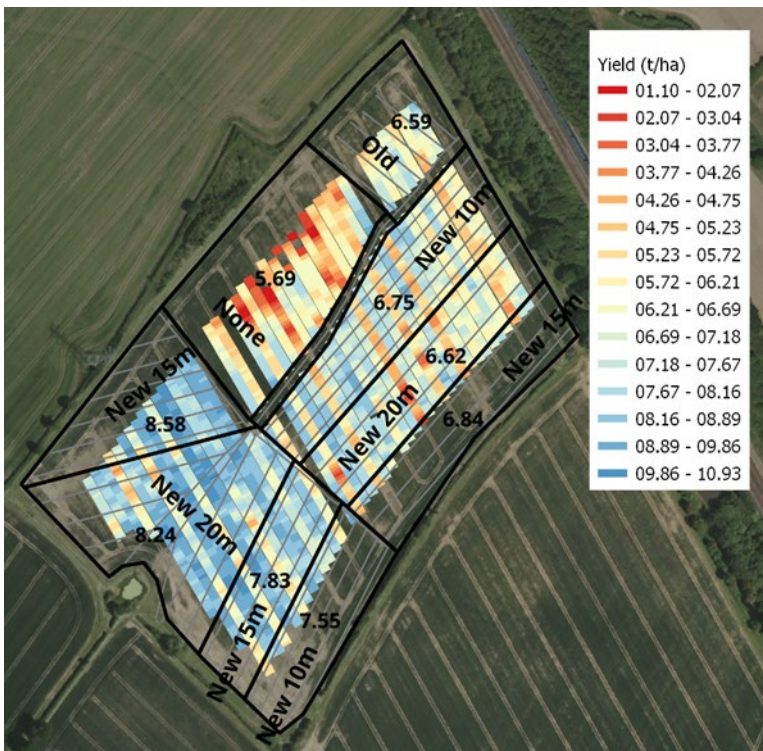 Yield (t/ha)
01.10 - 02.07
02.07 - 03.04
03.04 - 03.77
03.77 - 04.26
04.26 - 04.75
04.75 - 05.23
05.23 - 05.72
05.72 - 06.21
06.21 - 06.69
06.69 - 07.18
07.18 - 07.67
07.67 - 08.16
08.16 - 08.89
08.89 - 09.86
09.86 - 10.93
6.59
Old
New 10m
5.69
None
6.75
New 15m
6.62
New 15m
8.58
New 20m
6.84
New 20m
8.24
7.83
New 15m
7.55
New 10m